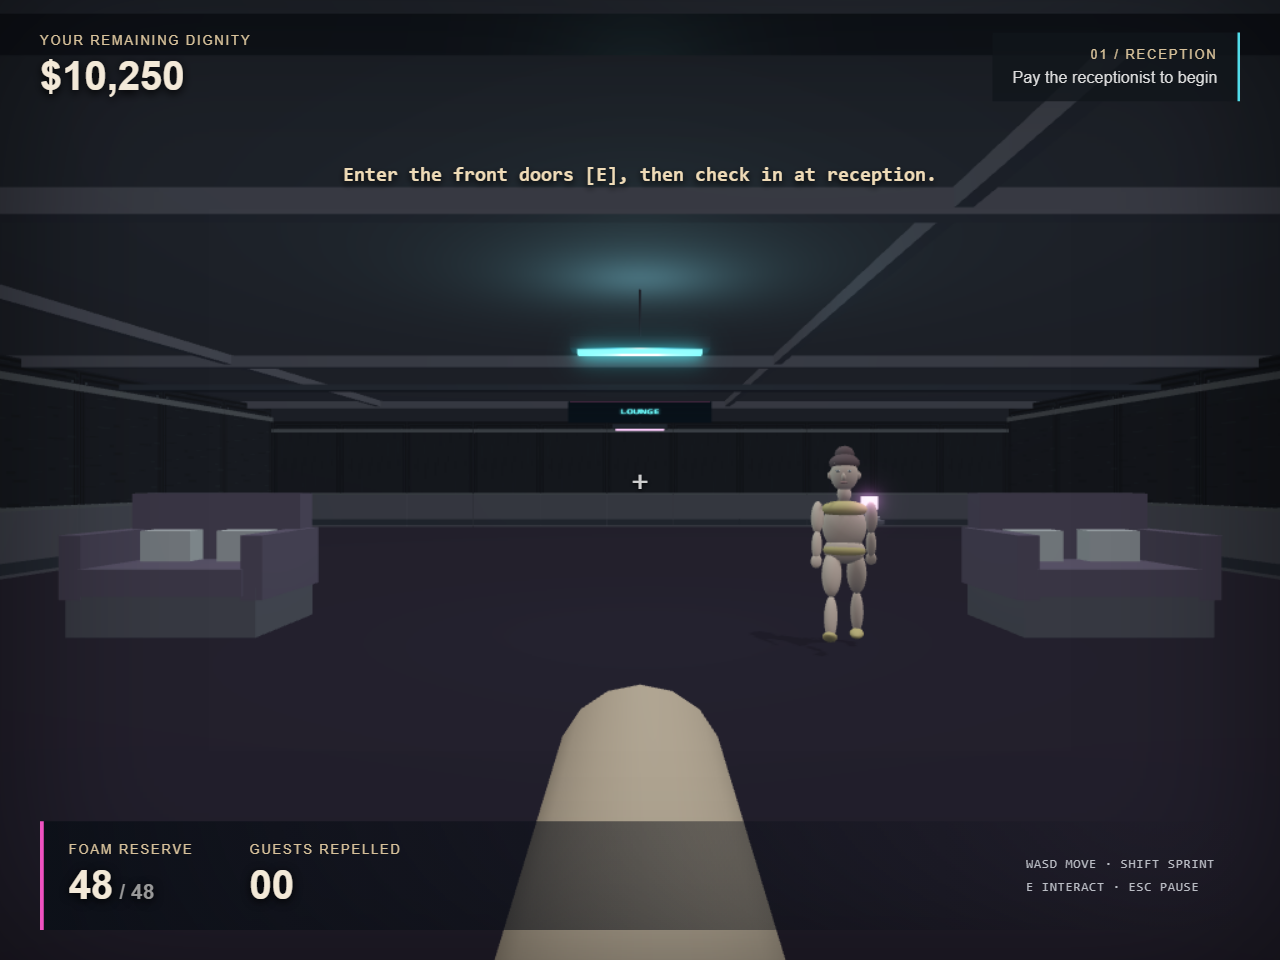 YOUR REMAINING DIGNITY
$10,250
01 / RECEPTION
Pay the receptionist to begin
Enter the front doors [E], then check in at reception.
LOUNGE
FOAM RESERVE
48 / 48
GUESTS REPELLED
00
WASD MOVE · SHIFT SPRINT
E INTERACT · ESC PAUSE